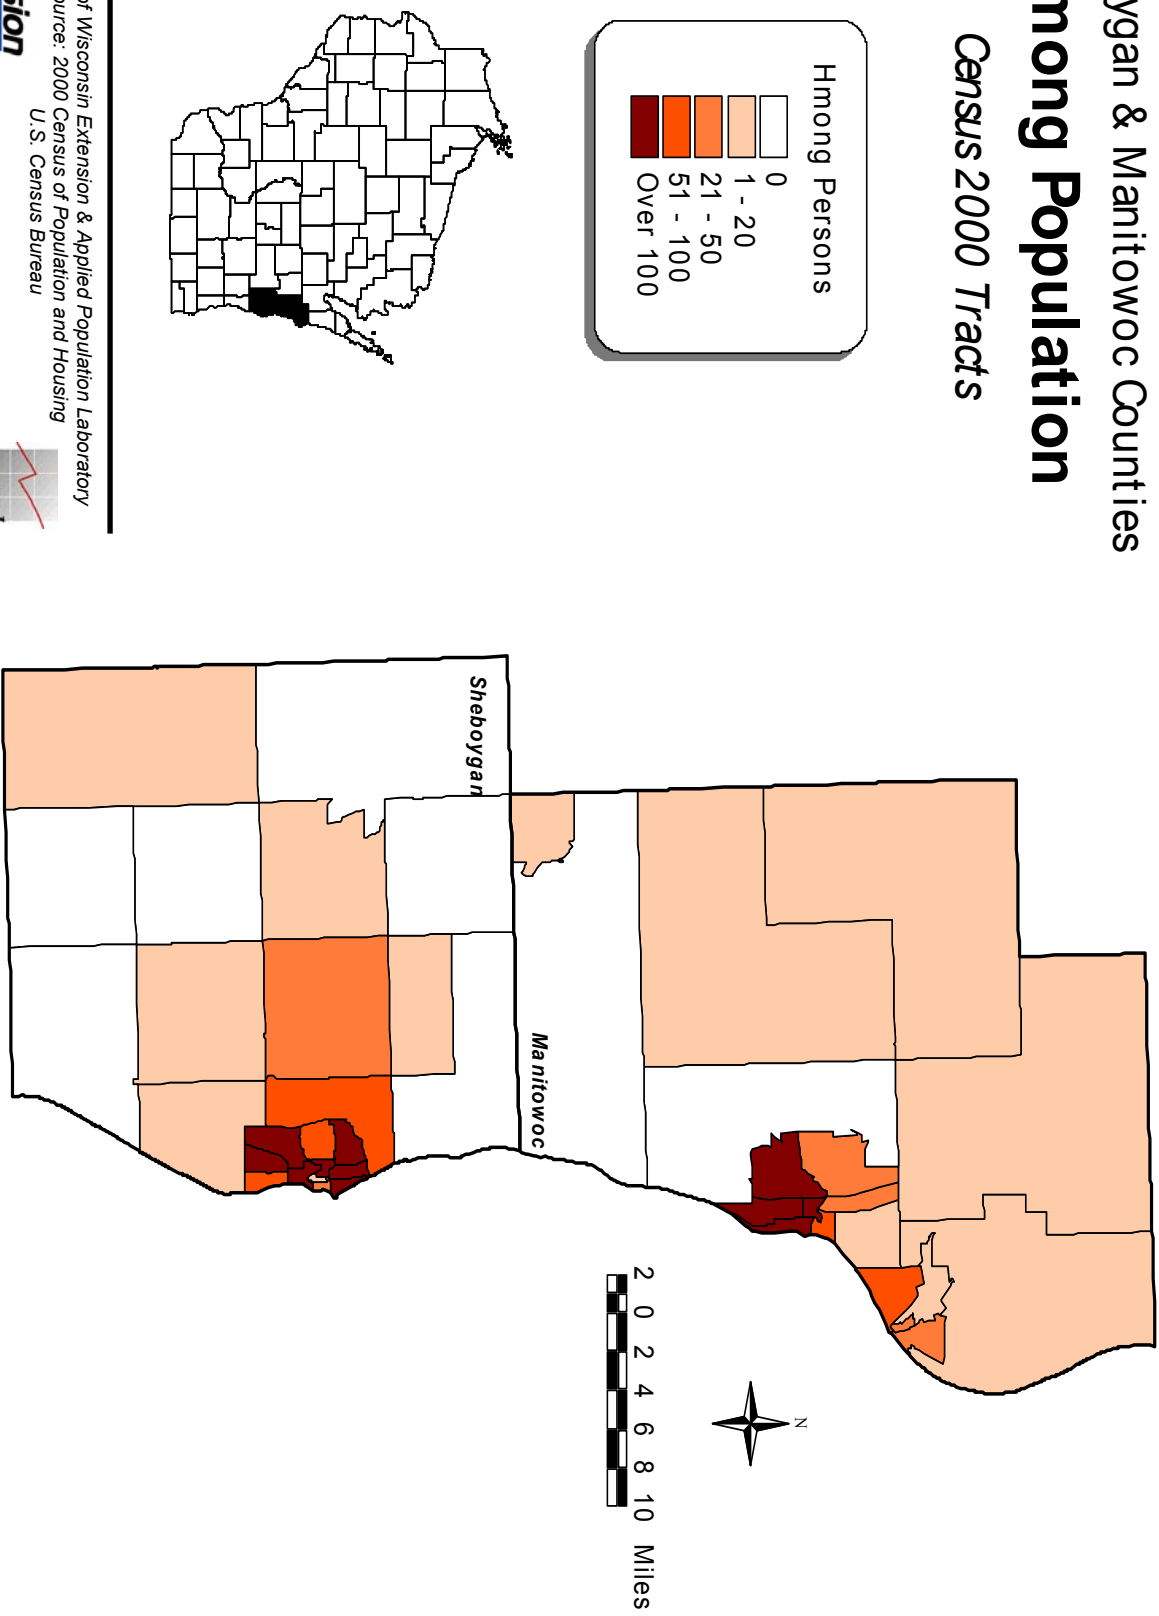 ygan & Manitowoc Counties
mong Population
Census 2000 Tracts
Hmong Persons
0
1 - 20
21 - 50
51 - 100
Over 100
of Wisconsin Extension & Applied Population Laboratory
ource: 2000 Census of Population and Housing
U.S. Census Bureau
sion
Sheboygan
Manitowoc
N
2 0 2 4 6 8 10 Miles